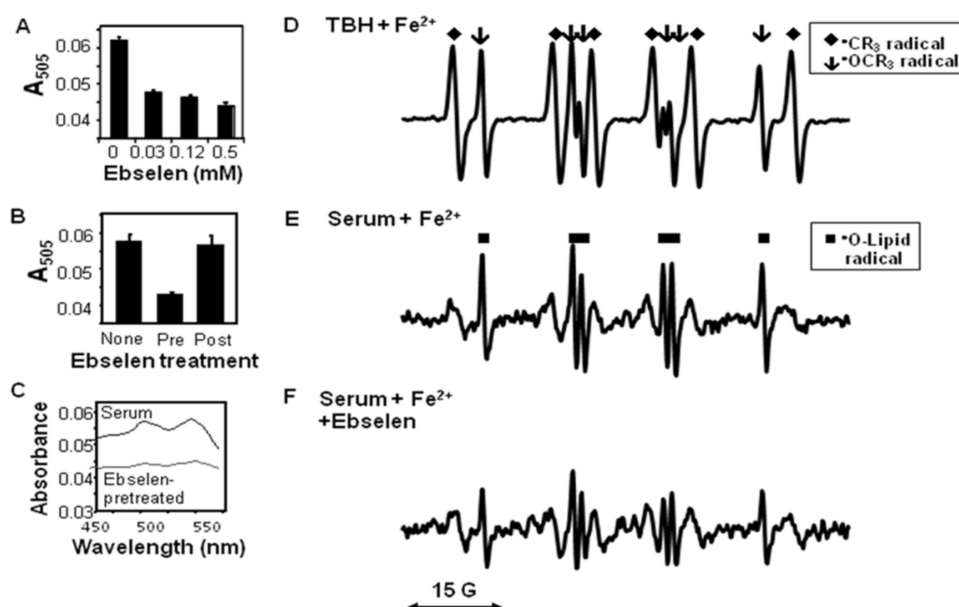 A
A505
0.06
0.05
0.04
0 0.03 0.12 0.5
Ebselen (mM)
B
A505
0.06
0.05
0.04
None Pre Post
Ebselen treatment
C
Absorbance
0.06
0.05
0.04
0.03
Serum
Ebselen-
pretreated
450 500 550
Wavelength (nm)
D TBH + Fe2+
•CR3 radical
•OCR3 radical
E Serum + Fe2+
•O-Lipid
radical
F Serum + Fe2+
+Ebselen
15 G